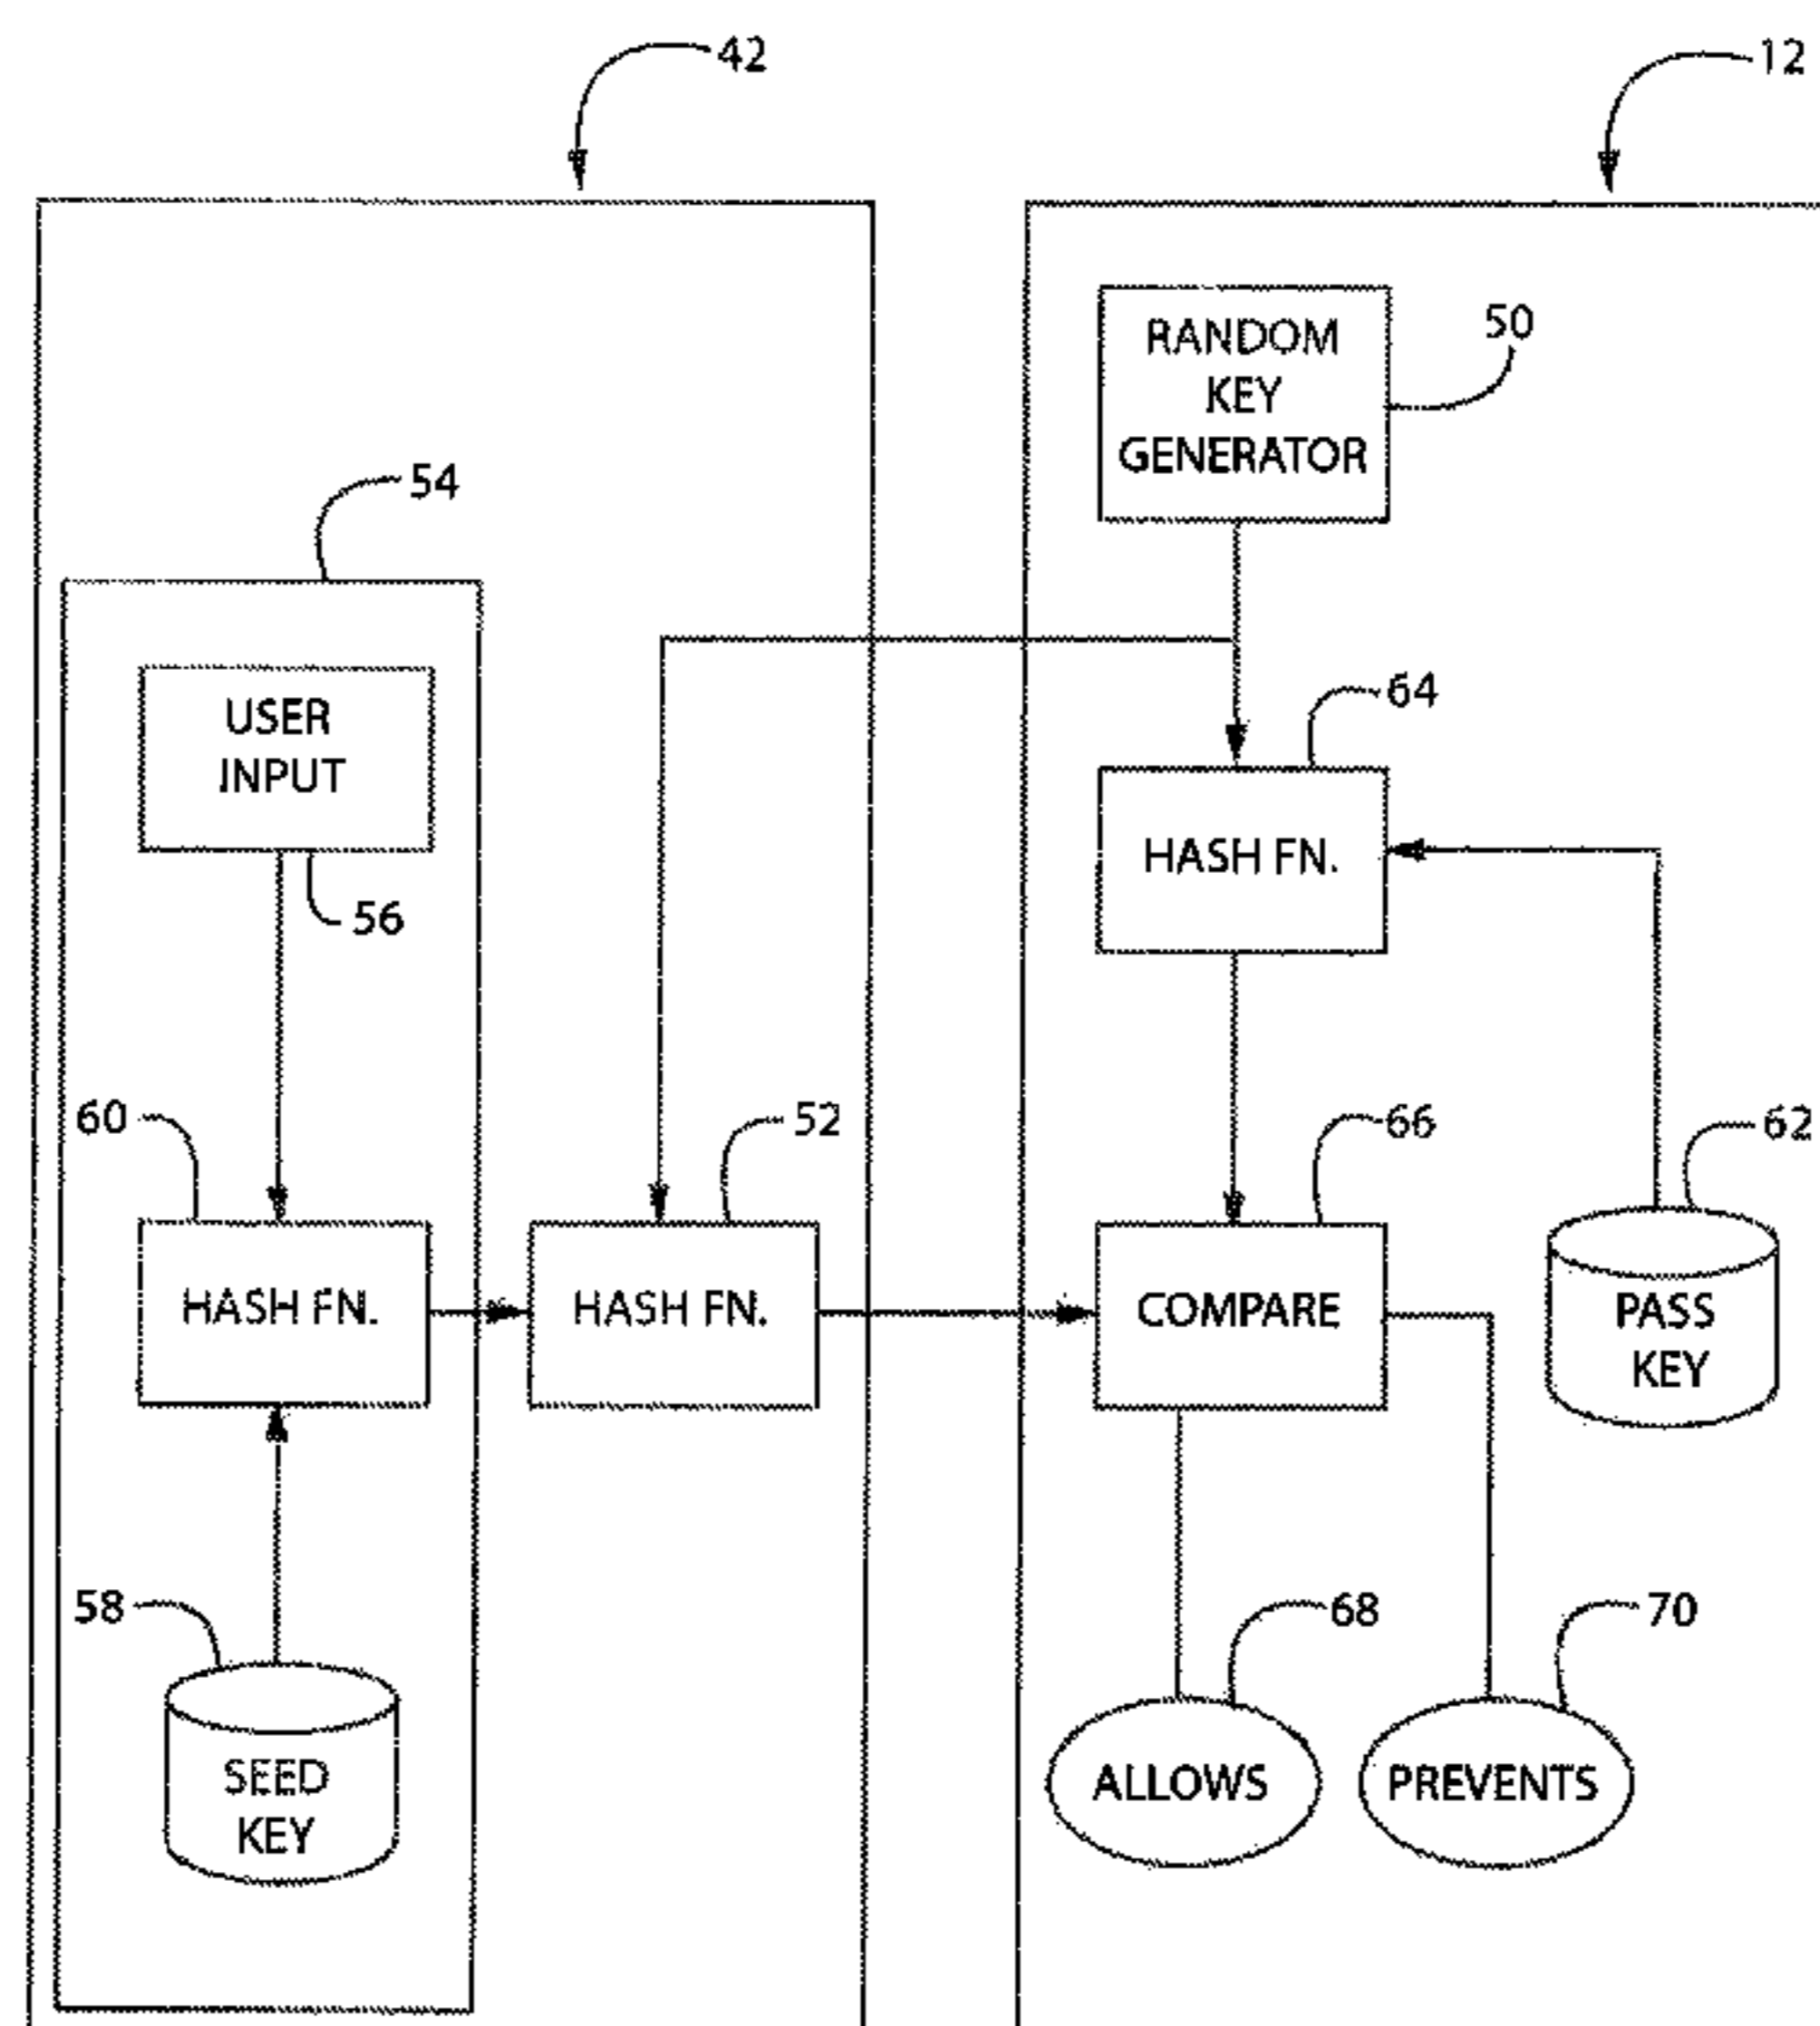 42
12
RANDOM
KEY
GENERATOR
50
54
USER
INPUT
56
64
HASH FN.
60
52
66
62
HASH FN.
HASH FN.
COMPARE
PASS
KEY
58
68
70
SEED
KEY
ALLOWS
PREVENTS